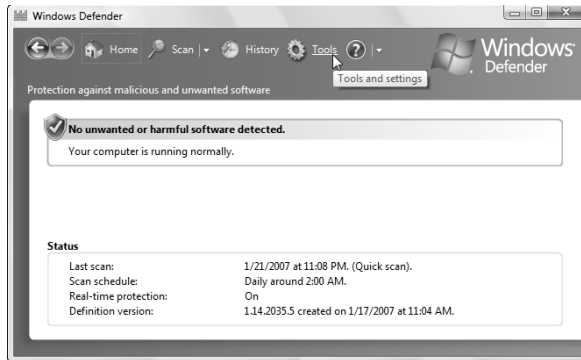 Windows Defender
Home Scan History Tools ?
Windows
Defender
Tools and settings
Protection against malicious and unwanted software
No unwanted or harmful software detected.
Your computer is running normally.
Status
Last scan: 1/21/2007 at 11:08 PM. (Quick scan).
Scan schedule: Daily around 2:00 AM.
Real-time protection: On
Definition version: 1.14.2035.5 created on 1/17/2007 at 11:04 AM.